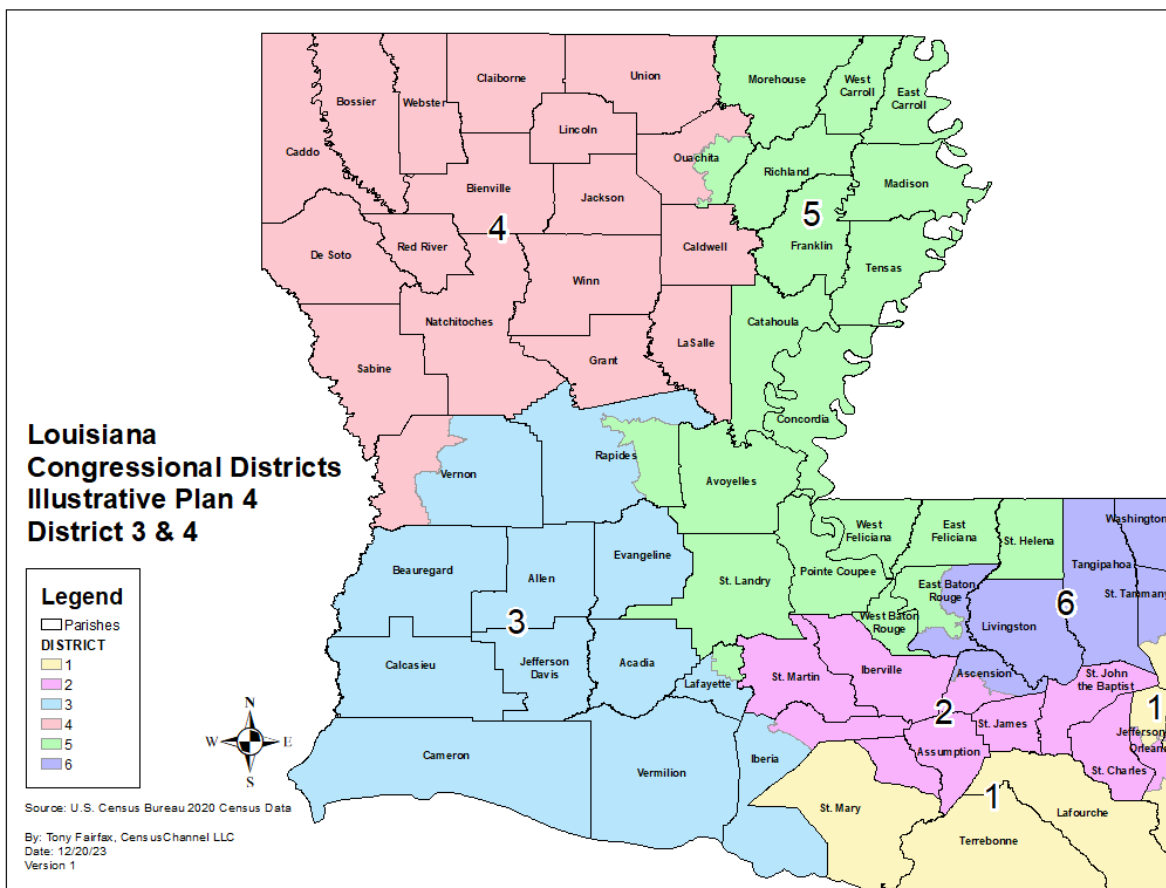 Claiborne
Union
Morehouse
West
Carroll
East
Carroll
Bossier
Webster
Lincoln
Caddo
Ouachita
Richland
Madison
Bienville
Jackson
4
5
Red River
Caldwell
Franklin
De Soto
Tensas
Winn
Natchitoches
Catahoula
LaSalle
Sabine
Grant
Concordia
Louisiana
Congressional Districts
Illustrative Plan 4
District 3 & 4
Vernon
Rapides
Avoyelles
West
Feliciana
East
Feliciana
St. Helena
Washington
Evangeline
Tangipahoa
Beauregard
Allen
St. Landry
Pointe Coupee
East Baton
Rouge
St. Tammany
6
West Baton
Rouge
Livingston
3
Legend
Parishes
DISTRICT
1
2
3
4
5
6
Calcasieu
Jefferson
Davis
Acadia
Lafayette
St. Martin
Iberville
Ascension
St. John
the Baptist
2
1
Jefferson
Orleans
St. James
N
W
E
S
Cameron
Vermilion
Iberia
Assumption
St. Charles
1
St. Mary
Lafourche
Terrebonne
Source: U.S. Census Bureau 2020 Census Data
By: Tony Fairfax, CensusChannel LLC
Date: 12/20/23
Version 1